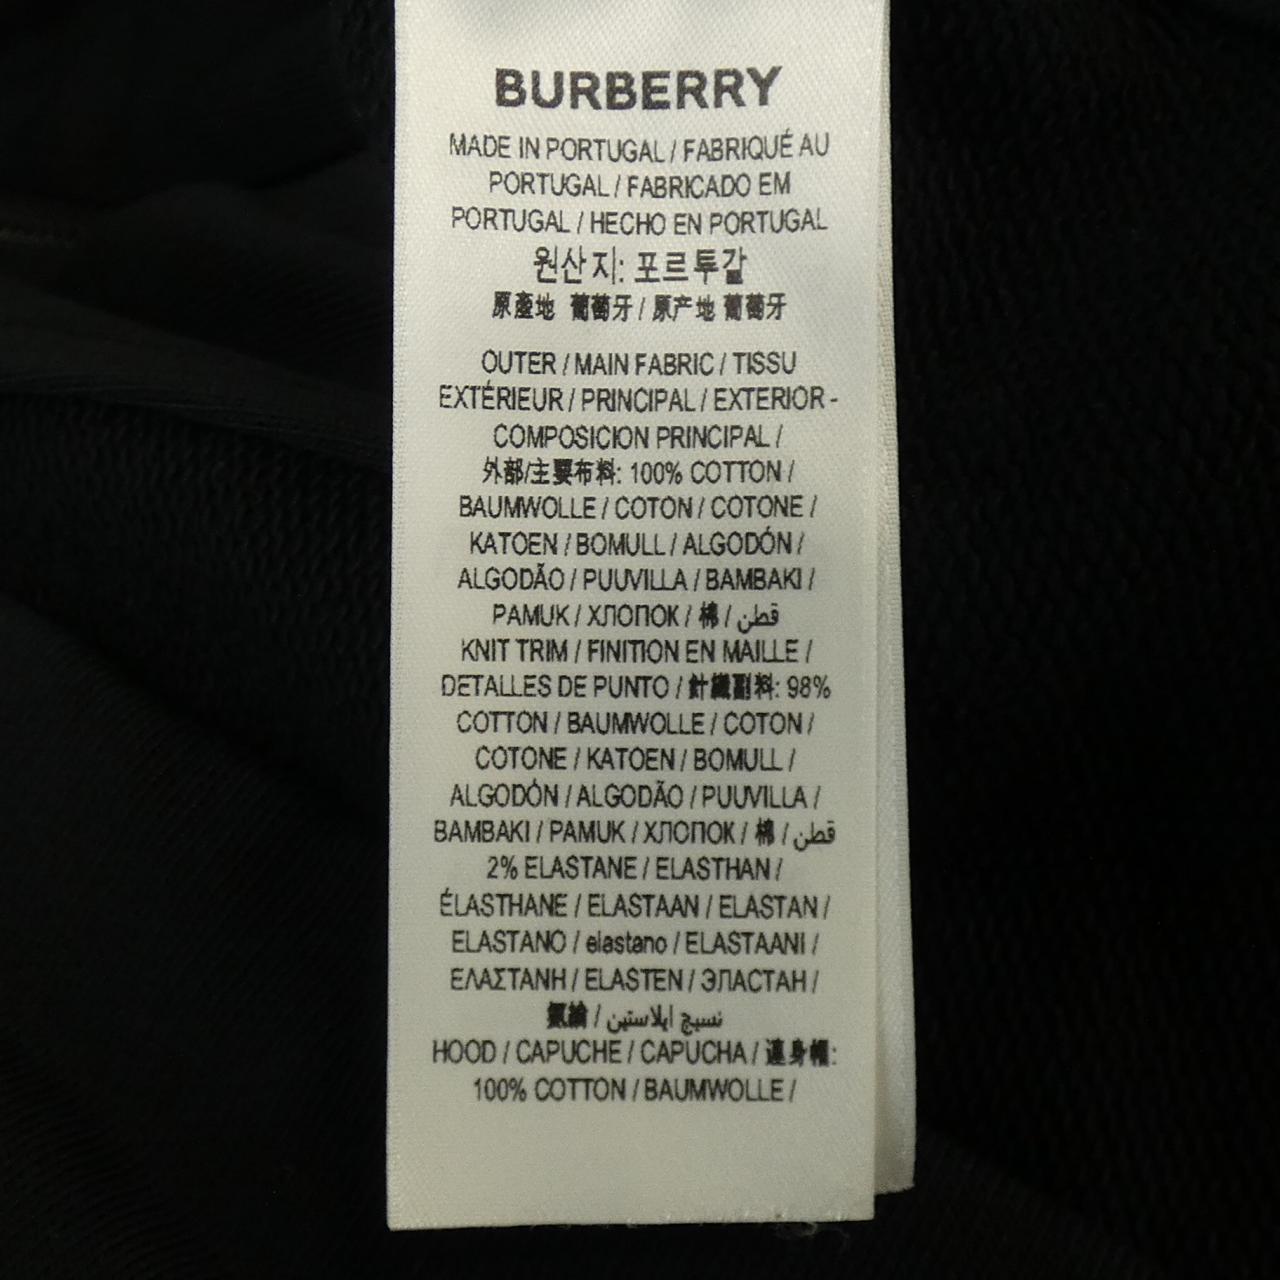 BURBERRY
MADE IN PORTUGAL / FABRIQUÉ AU
PORTUGAL / FABRICADO EM
PORTUGAL / HECHO EN PORTUGAL
원산지: 포르투갈
原產地 葡萄牙 / 原产地 葡萄牙
OUTER / MAIN FABRIC / TISSU
EXTÉRIEUR / PRINCIPAL / EXTERIOR -
COMPOSICION PRINCIPAL /
外部/主要布料: 100% COTTON /
BAUMWOLLE / COTON / COTONE /
KATOEN / BOMULL / ALGODÓN /
ALGODÃO / PUUVILLA / BAMBAKI /
PAMUK / ХЛОПОК / 棉 / قطن
KNIT TRIM / FINITION EN MAILLE /
DETALLES DE PUNTO / 針織副料: 98%
COTTON / BAUMWOLLE / COTON /
COTONE / KATOEN / BOMULL /
ALGODÓN / ALGODÃO / PUUVILLA /
BAMBAKI / PAMUK / ХЛОПОК / 棉 / قطن
2% ELASTANE / ELASTHAN /
ÉLASTHANE / ELASTAAN / ELASTAN /
ELASTANO / elastano / ELASTAANI /
ΕΛΑΣΤΑΝΗ / ELASTEN / ЭЛАСТАН /
氨綸 / نسيج ايلاستين
HOOD / CAPUCHE / CAPUCHA / 連身帽:
100% COTTON / BAUMWOLLE /